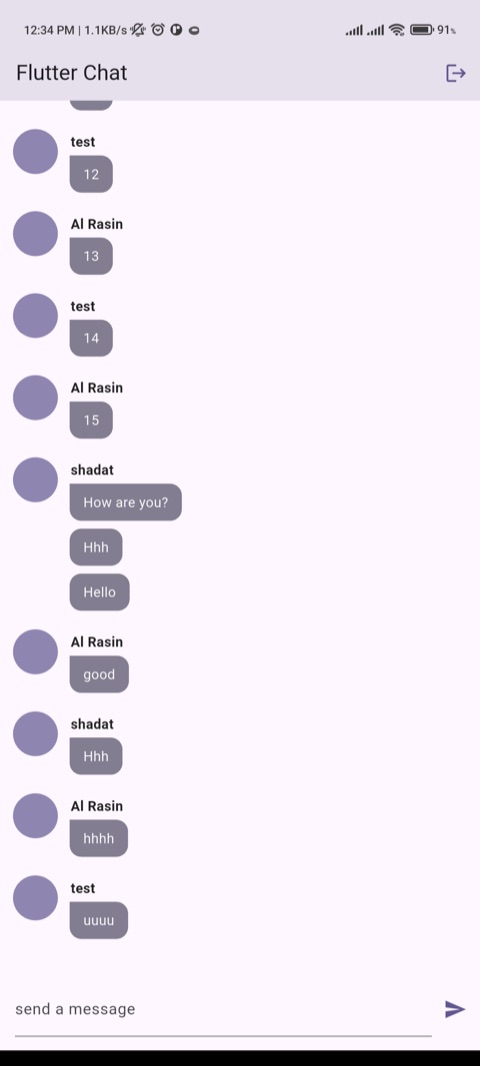 12:34 PM | 1.1KB/s 91%
Flutter Chat
test
12
Al Rasin
13
test
14
Al Rasin
15
shadat
How are you?
Hhh
Hello
Al Rasin
good
shadat
Hhh
Al Rasin
hhhh
test
uuuu
send a message